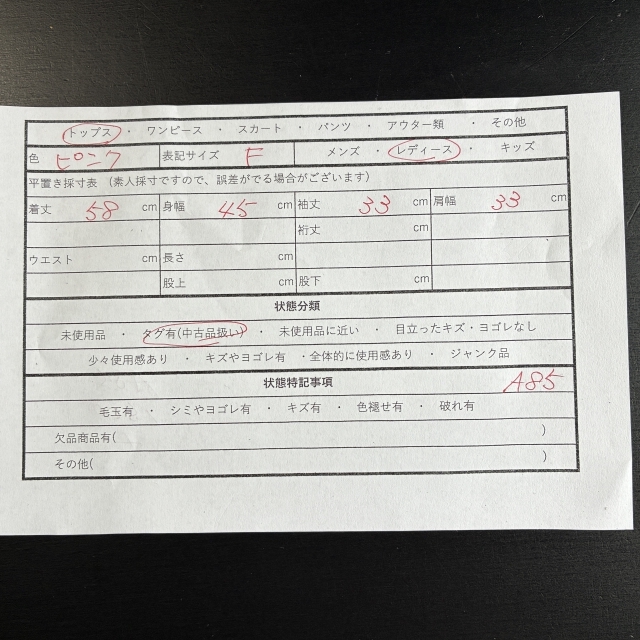 トップス ・ ワンピース ・ スカート ・ パンツ ・ アウター類 ・ その他
色 ピンク 表記サイズ F メンズ ・ レディース ・ キッズ
平置き採寸表 （素人採寸ですので、誤差がでる場合がございます）
着丈 58 cm 身幅 45 cm 袖丈 33 cm 肩幅 33 cm
裄丈 cm
ウエスト cm 長さ cm
股上 cm 股下 cm
状態分類
未使用品 ・ タグ有(中古品扱い) ・ 未使用品に近い ・ 目立ったキズ・ヨゴレなし
少々使用感あり ・ キズやヨゴレ有 ・全体的に使用感あり ・ ジャンク品
状態特記事項 A85
毛玉有 ・ シミやヨゴレ有 ・ キズ有 ・ 色褪せ有 ・ 破れ有
欠品商品有( )
その他( )